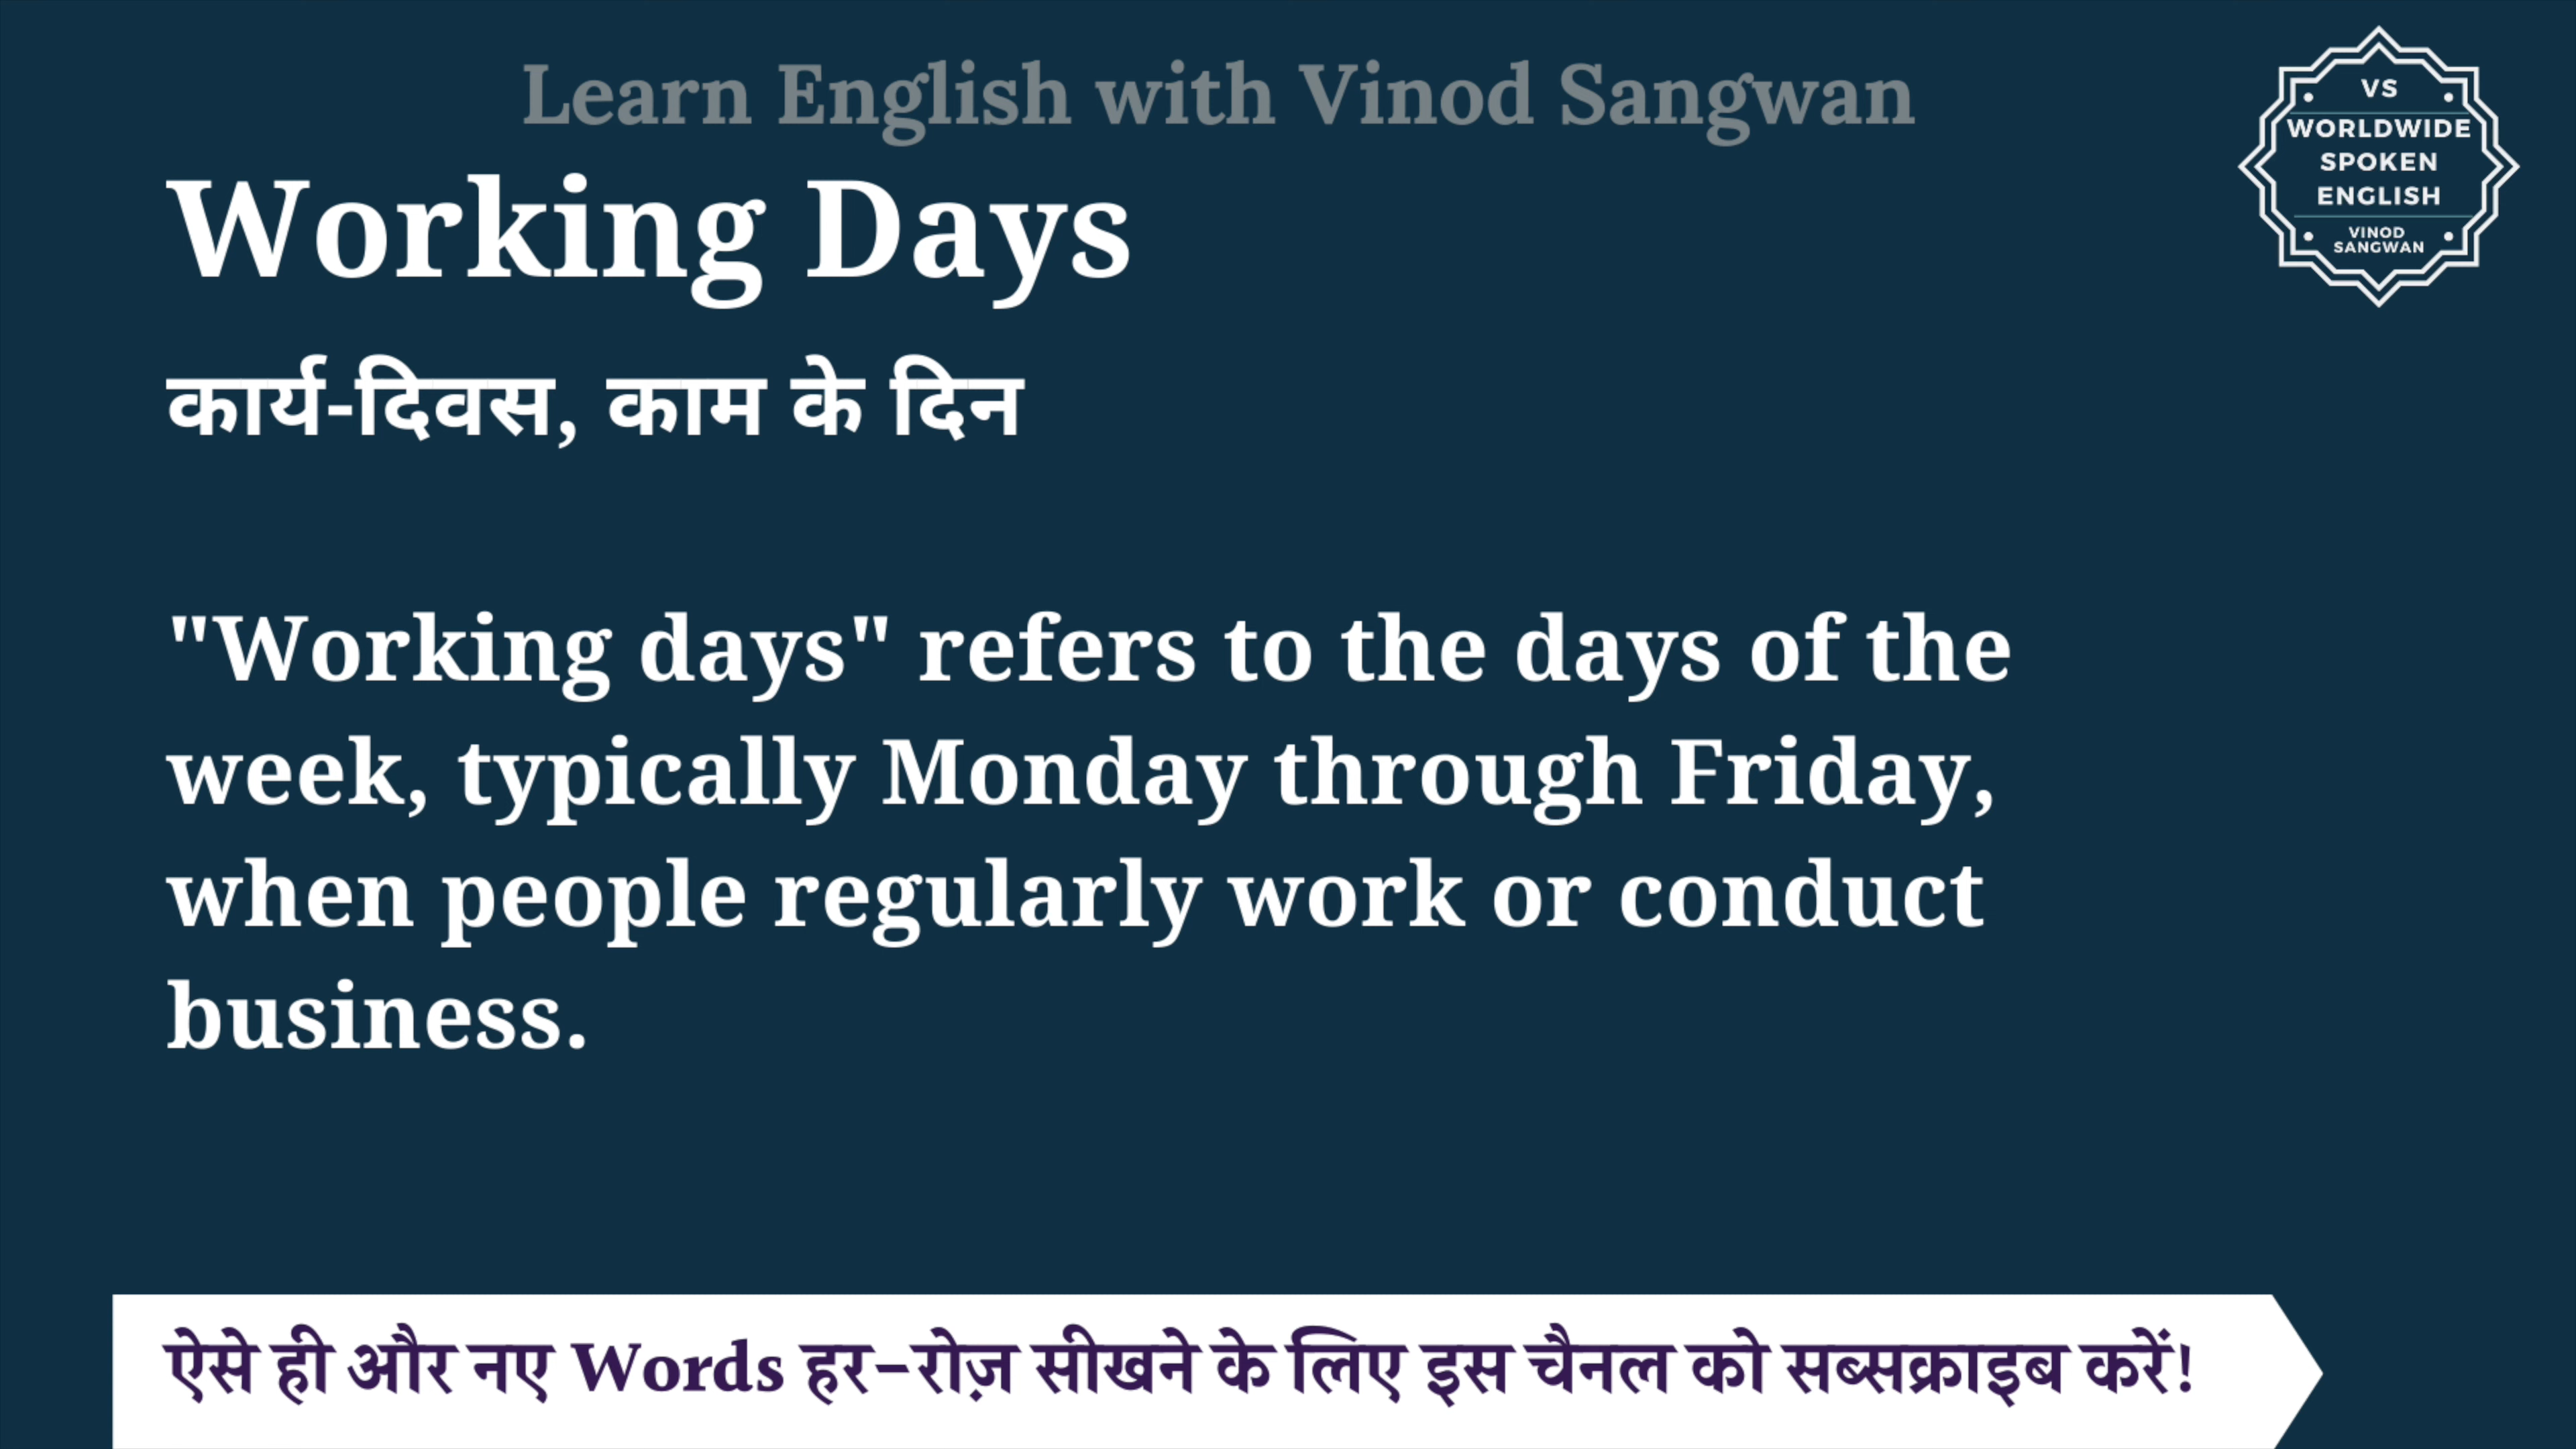 Learn English with Vinod Sangwan
VS
WORLDWIDE
SPOKEN
ENGLISH
VINOD
SANGWAN
Working Days
कार्य-दिवस, काम के दिन
"Working days" refers to the days of the
week, typically Monday through Friday,
when people regularly work or conduct
business.
ऐसे ही और नए Words हर-रोज़ सीखने के लिए इस चैनल को सब्सक्राइब करें!